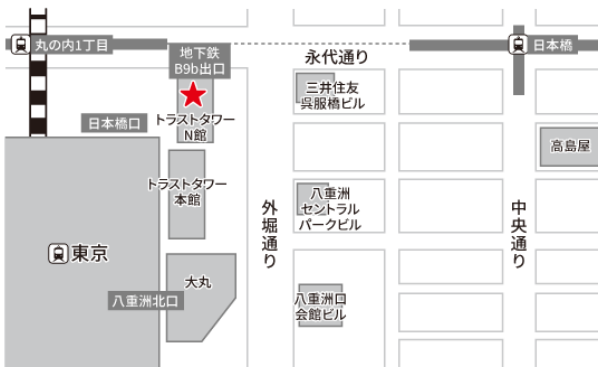 丸の内1丁目
地下鉄
B9b出口
永代通り
日本橋
三井住友
呉服橋ビル
日本橋口
トラストタワー
N館
高島屋
トラストタワー
本館
八重洲
セントラル
パークビル
外堀通り
中央通り
東京
大丸
八重洲北口
八重洲口
会館ビル